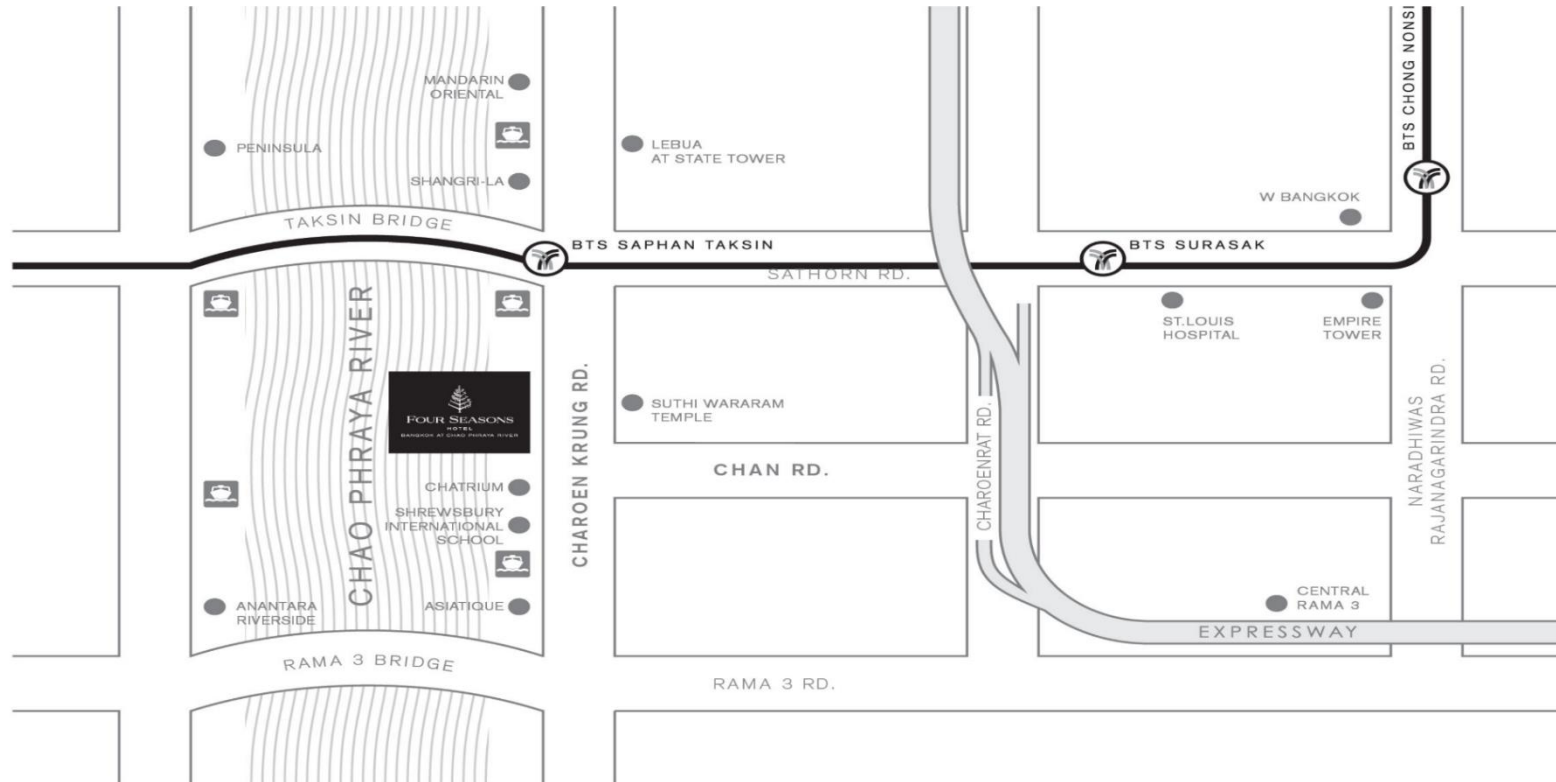 MANDARIN
ORIENTAL
PENINSULA
SHANGRI-LA
LEBUA
AT STATE TOWER
BTS CHONG NONSI
W BANGKOK
TAKSIN BRIDGE
BTS SAPHAN TAKSIN
BTS SURASAK
SATHORN RD.
CHAO PHRAYA RIVER
FOUR SEASONS
HOTEL
BANGKOK AT CHAO PHRAYA RIVER
CHAROEN KRUNG RD.
SUTHI WARARAM
TEMPLE
ST.LOUIS
HOSPITAL
EMPIRE
TOWER
CHAN RD.
CHAROENRAT RD.
NARADHIWAS
RAJANAGARINDRA RD.
CHATRIUM
SHREWSBURY
INTERNATIONAL
SCHOOL
ANANTARA
RIVERSIDE
ASIATIQUE
CENTRAL
RAMA 3
EXPRESSWAY
RAMA 3 BRIDGE
RAMA 3 RD.